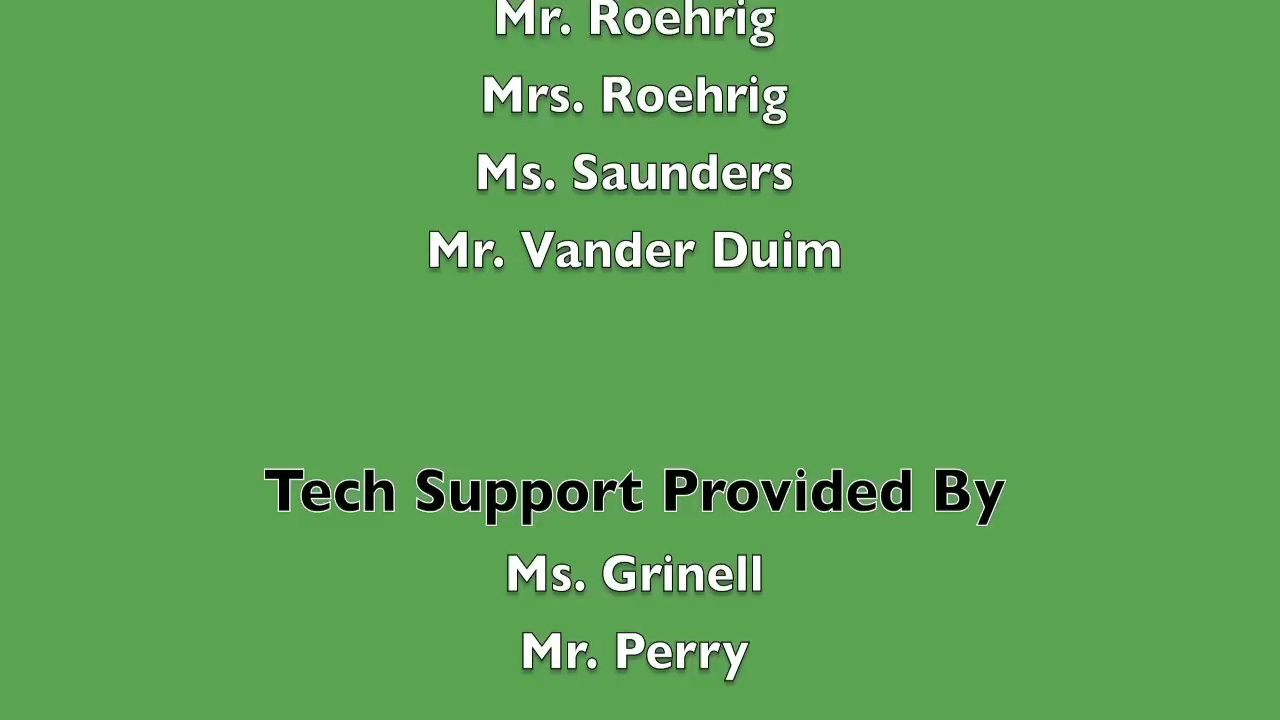 Mr. Roehrig
Mrs. Roehrig
Ms. Saunders
Mr. Vander Duim
Tech Support Provided By
Ms. Grinell
Mr. Perry